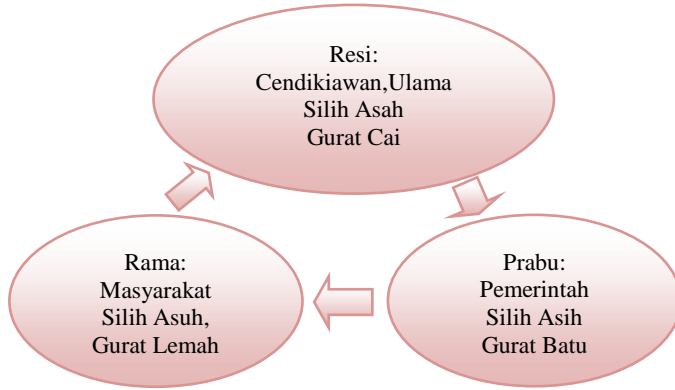 Resi:
Cendikiawan,Ulama
Silih Asah
Gurat Cai
Rama:
Masyarakat
Silih Asuh,
Gurat Lemah
Prabu:
Pemerintah
Silih Asih
Gurat Batu